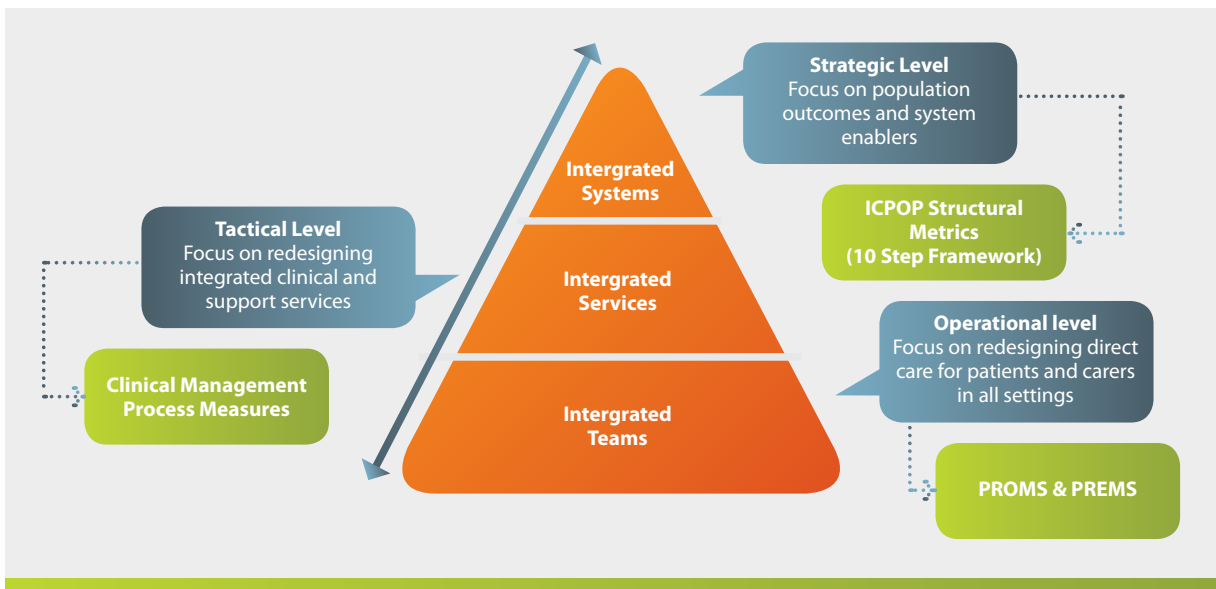 Strategic Level
Focus on population
outcomes and system
enablers
Intergrated
Systems
ICPOP Structural
Metrics
(10 Step Framework)
Tactical Level
Focus on redesigning
integrated clinical and
support services
Intergrated
Services
Operational level
Focus on redesigning direct
care for patients and carers
in all settings
Clinical Management
Process Measures
Intergrated
Teams
PROMS & PREMS